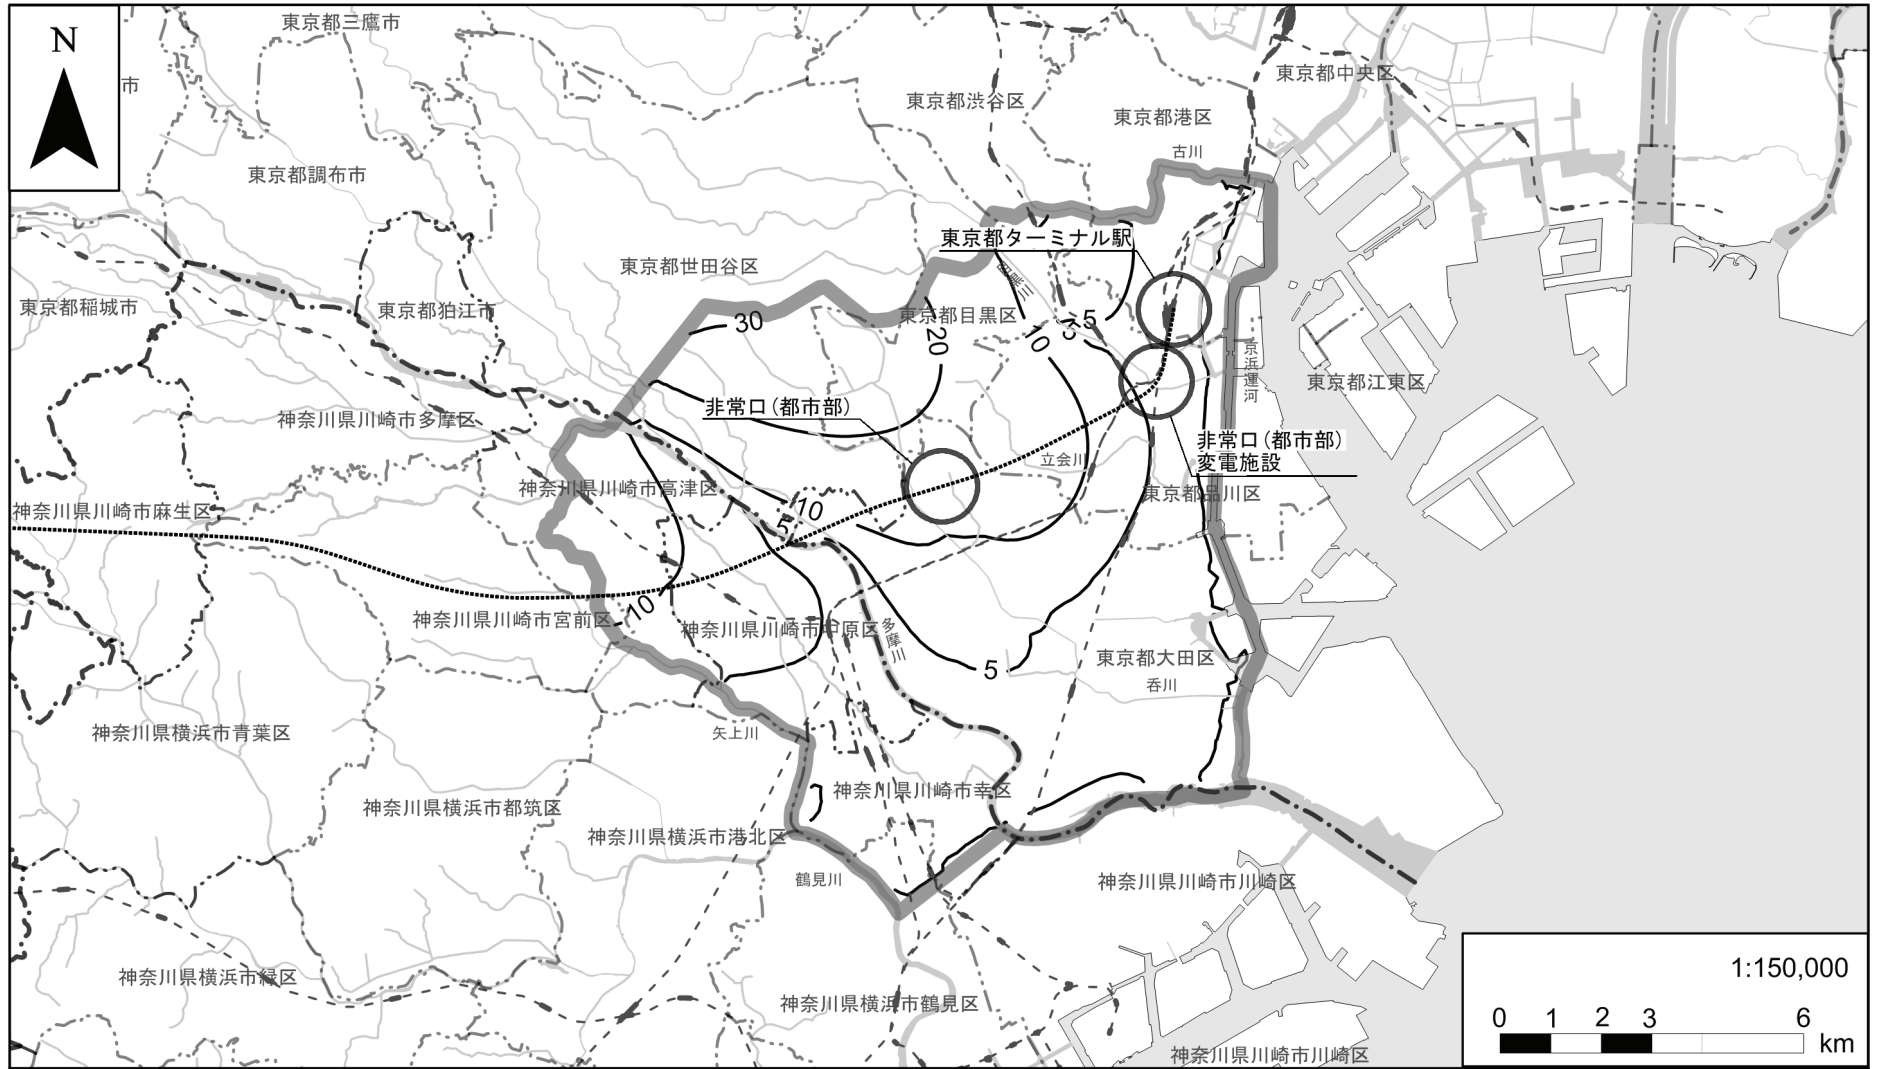 N
東京都三鷹市
市
東京都渋谷区
東京都中央区
東京都港区
古川
東京都調布市
東京都世田谷区
東京都ターミナル駅
目黒川
東京都稲城市
東京都狛江市
東京都目黒区
30
20
10
5
5
京浜運河
東京都江東区
神奈川県川崎市多摩区
非常口(都市部)
非常口(都市部)
変電施設
立会川
神奈川県川崎市高津区
東京都品川区
神奈川県川崎市麻生区
10
5
10
神奈川県川崎市宮前区
神奈川県川崎市中原区
多摩川
5
東京都大田区
呑川
神奈川県横浜市青葉区
矢上川
神奈川県横浜市都筑区
神奈川県川崎市幸区
神奈川県横浜市港北区
鶴見川
神奈川県川崎市川崎区
神奈川県横浜市緑区
神奈川県横浜市鶴見区
神奈川県川崎市川崎区
1:150,000
0 1 2 3 6
km